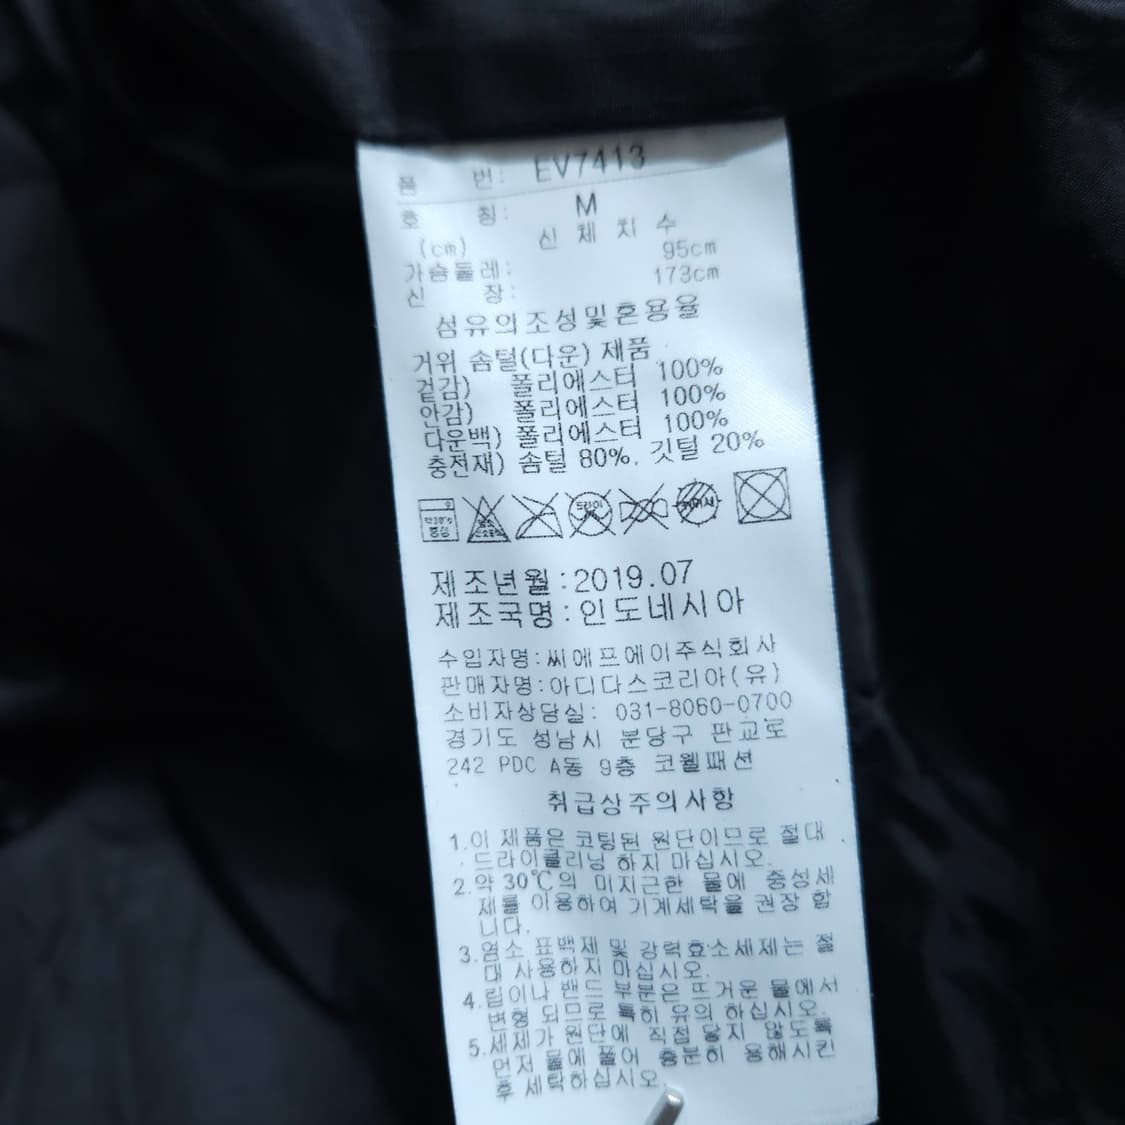 품 번: EV7413
호 칭: M
(cm) 신 체 치 수
가슴둘레: 95cm
신 장: 173cm
섬유의조성및혼용율
거위 솜털(다운) 제품
겉감) 폴리에스터 100%
안감) 폴리에스터 100%
다운백) 폴리에스터 100%
충전재) 솜털 80%, 깃털 20%
약30℃ 중성
드라이
제조년월:2019.07
제조국명:인도네시아
수입자명:씨에프에이주식회사
판매자명:아디다스코리아(유)
소비자상담실: 031-8060-0700
경기도 성남시 분당구 판교로
242 PDC A동 9층 코웰패션
취급상주의사항
1.이 제품은 코팅된 원단이므로 절대
드라이클리닝 하지 마십시오.
2.약 30℃의 미지근한 물에 중성세
제를 이용하여 기계세탁을 권장 합
니다.
3.염소 표백제 및 강력효소세제는 절
대 사용하지 마십시오.
4.립이나 밴드 부분은 뜨거운 물에서
변형 되므로 특히 유의 하십시오.
5.세제가 원단에 직접 닿지 않도록
먼저 물에 풀어 충분히 용해시킨
후 세탁하십시오.